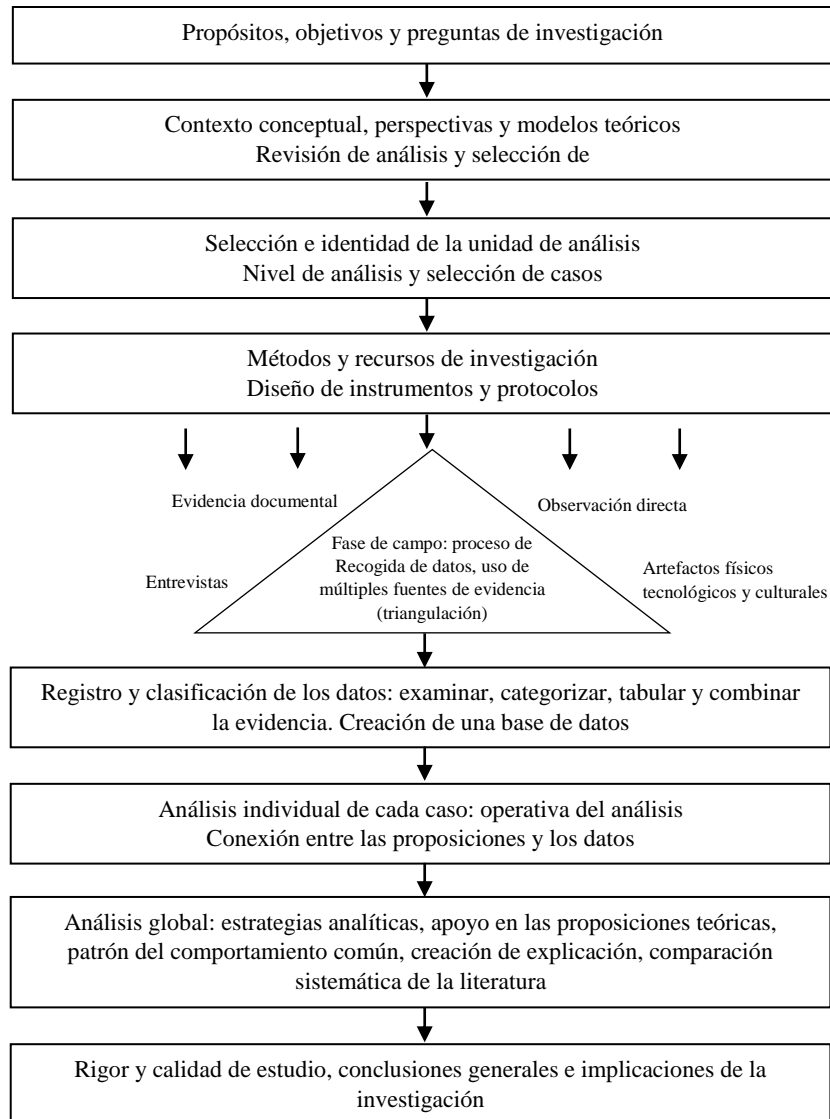 Propósitos, objetivos y preguntas de investigación
Contexto conceptual, perspectivas y modelos teóricos
Revisión de análisis y selección de
Selección e identidad de la unidad de análisis
Nivel de análisis y selección de casos
Métodos y recursos de investigación
Diseño de instrumentos y protocolos
Evidencia documental
Observación directa
Entrevistas
Fase de campo: proceso de
Recogida de datos, uso de
múltiples fuentes de evidencia
(triangulación)
Artefactos físicos
tecnológicos y culturales
Registro y clasificación de los datos: examinar, categorizar, tabular y combinar
la evidencia. Creación de una base de datos
Análisis individual de cada caso: operativa del análisis
Conexión entre las proposiciones y los datos
Análisis global: estrategias analíticas, apoyo en las proposiciones teóricas,
patrón del comportamiento común, creación de explicación, comparación
sistemática de la literatura
Rigor y calidad de estudio, conclusiones generales e implicaciones de la
investigación